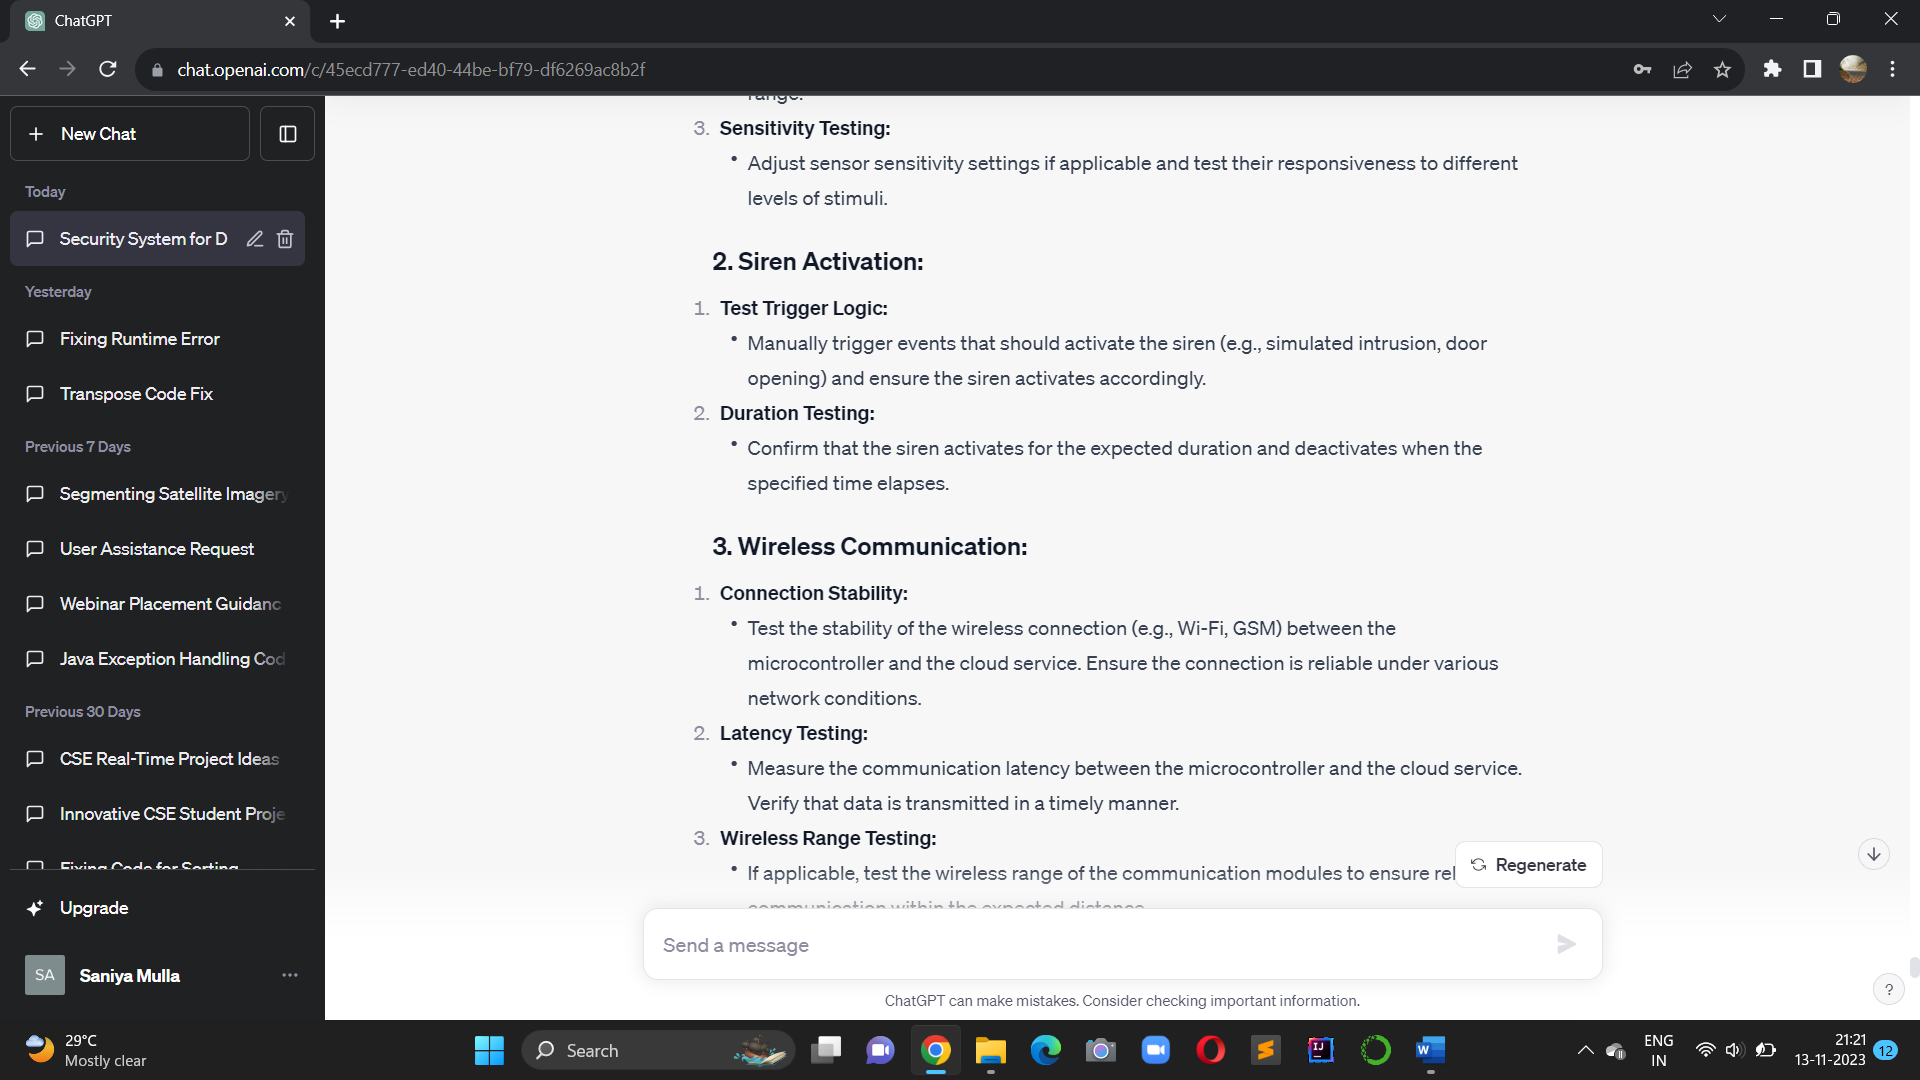 ChatGPT
chat.openai.com/c/45ecd777-ed40-44be-bf79-df6269ac8b2f
New Chat
Today
Security System for D
Yesterday
Fixing Runtime Error
Transpose Code Fix
Previous 7 Days
Segmenting Satellite Imagery
User Assistance Request
Webinar Placement Guidanc
Java Exception Handling Cod
Previous 30 Days
CSE Real-Time Project Ideas
Innovative CSE Student Proje
Fixing Code for Sorting
Upgrade
SA
Saniya Mulla
range.
3. Sensitivity Testing:
• Adjust sensor sensitivity settings if applicable and test their responsiveness to different
levels of stimuli.
2. Siren Activation:
1. Test Trigger Logic:
• Manually trigger events that should activate the siren (e.g., simulated intrusion, door
opening) and ensure the siren activates accordingly.
2. Duration Testing:
• Confirm that the siren activates for the expected duration and deactivates when the
specified time elapses.
3. Wireless Communication:
1. Connection Stability:
• Test the stability of the wireless connection (e.g., Wi-Fi, GSM) between the
microcontroller and the cloud service. Ensure the connection is reliable under various
network conditions.
2. Latency Testing:
• Measure the communication latency between the microcontroller and the cloud service.
Verify that data is transmitted in a timely manner.
3. Wireless Range Testing:
• If applicable, test the wireless range of the communication modules to ensure rel
communication within the expected distance.
Regenerate
Send a message
ChatGPT can make mistakes. Consider checking important information.
?
29°C
Mostly clear
Search
IJ
W
ENG
IN
21:21
13-11-2023
12